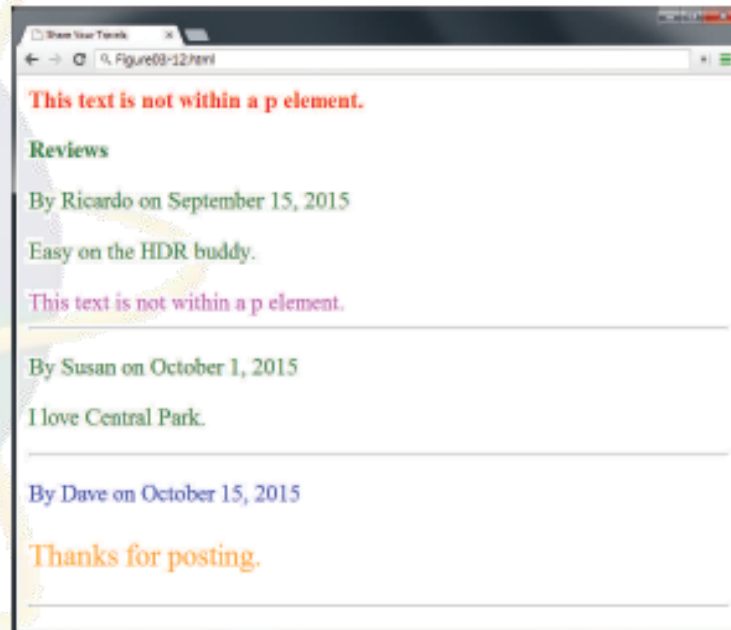 Share Your Travels
Figure03-12.html
This text is not within a p element.
Reviews
By Ricardo on September 15, 2015
Easy on the HDR buddy.
This text is not within a p element.
By Susan on October 1, 2015
I love Central Park.
By Dave on October 15, 2015
Thanks for posting.